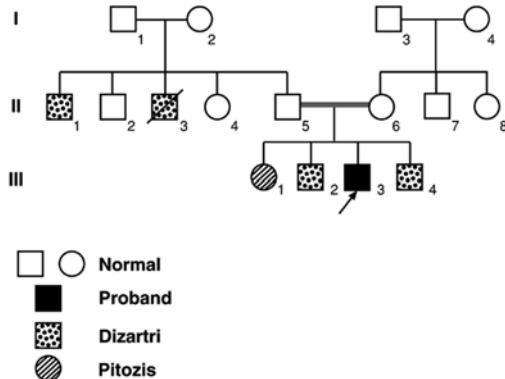 I
1 2 3 4
II
1 2 3 4 5 6 7 8
III
1 2 3 4
Normal
Proband
Dizartri
Pitozis